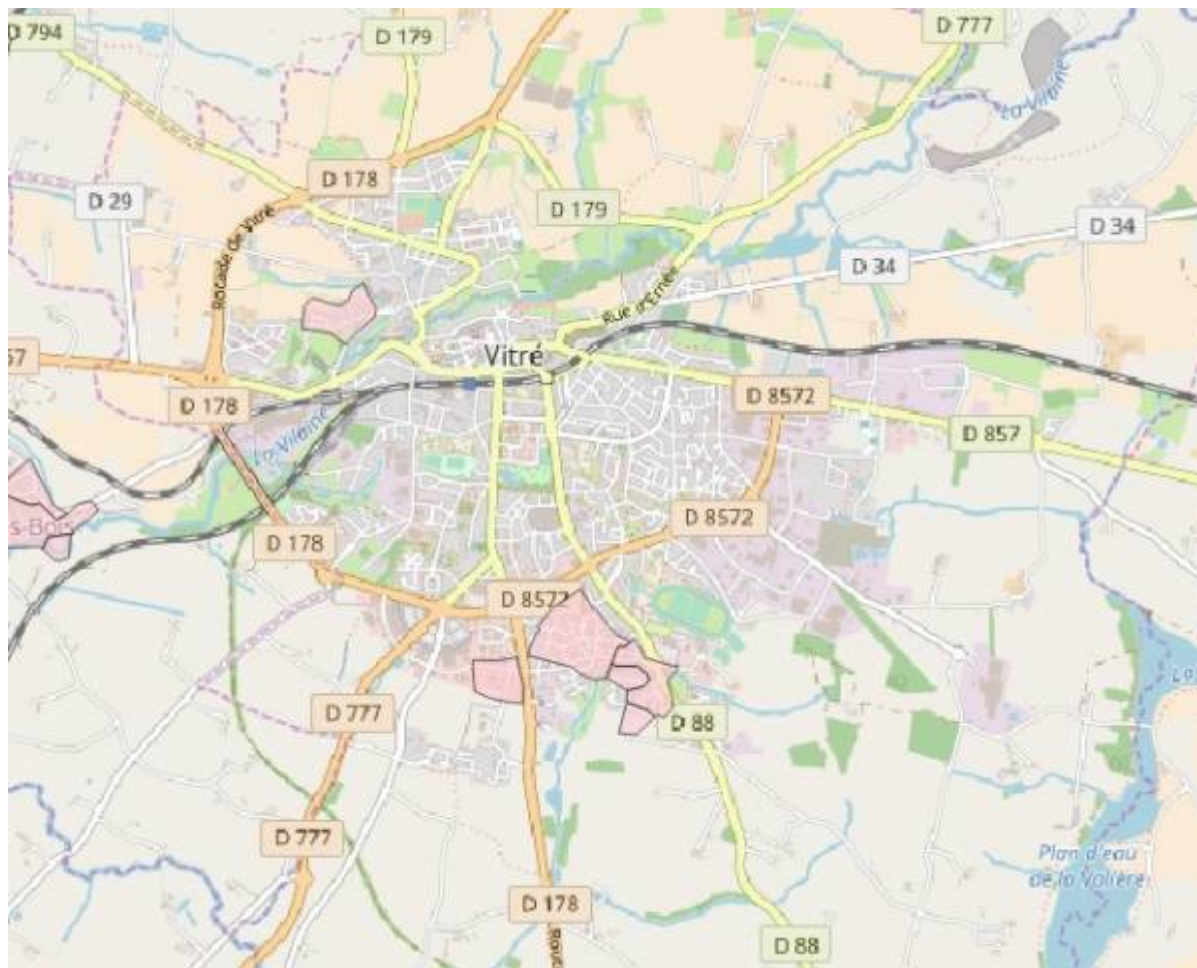 D 794
D 179
D 777
La Vilaine
D 178
D 29
D 179
D 34
D 34
Rocade de Vitré
Rue d'Ernée
Vitré
D 178
D 8572
La Vilaine
D 857
D 8572
D 178
D 8572
D 777
D 88
D 777
Plan d'eau
de la Valière
D 178
D 88